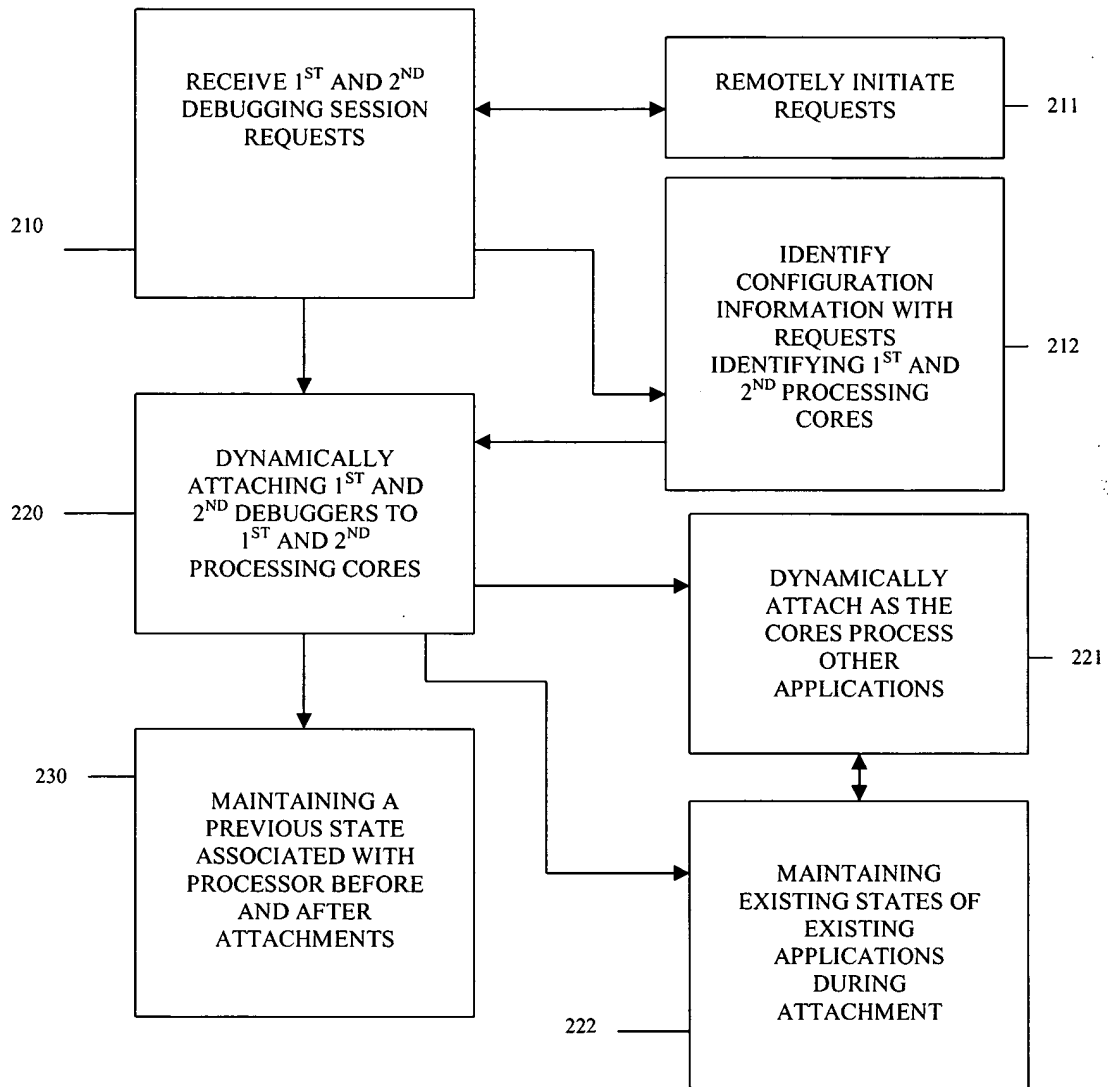 RECEIVE 1ST AND 2ND
DEBUGGING SESSION
REQUESTS
REMOTELY INITIATE
REQUESTS
211
210
IDENTIFY
CONFIGURATION
INFORMATION WITH
REQUESTS
IDENTIFYING 1ST AND
2ND PROCESSING
CORES
212
DYNAMICALLY
ATTACHING 1ST AND
2ND DEBUGGERS TO
1ST AND 2ND
PROCESSING CORES
220
DYNAMICALLY
ATTACH AS THE
CORES PROCESS
OTHER
APPLICATIONS
221
230
MAINTAINING A
PREVIOUS STATE
ASSOCIATED WITH
PROCESSOR BEFORE
AND AFTER
ATTACHMENTS
MAINTAINING
EXISTING STATES OF
EXISTING
APPLICATIONS
DURING
ATTACHMENT
222